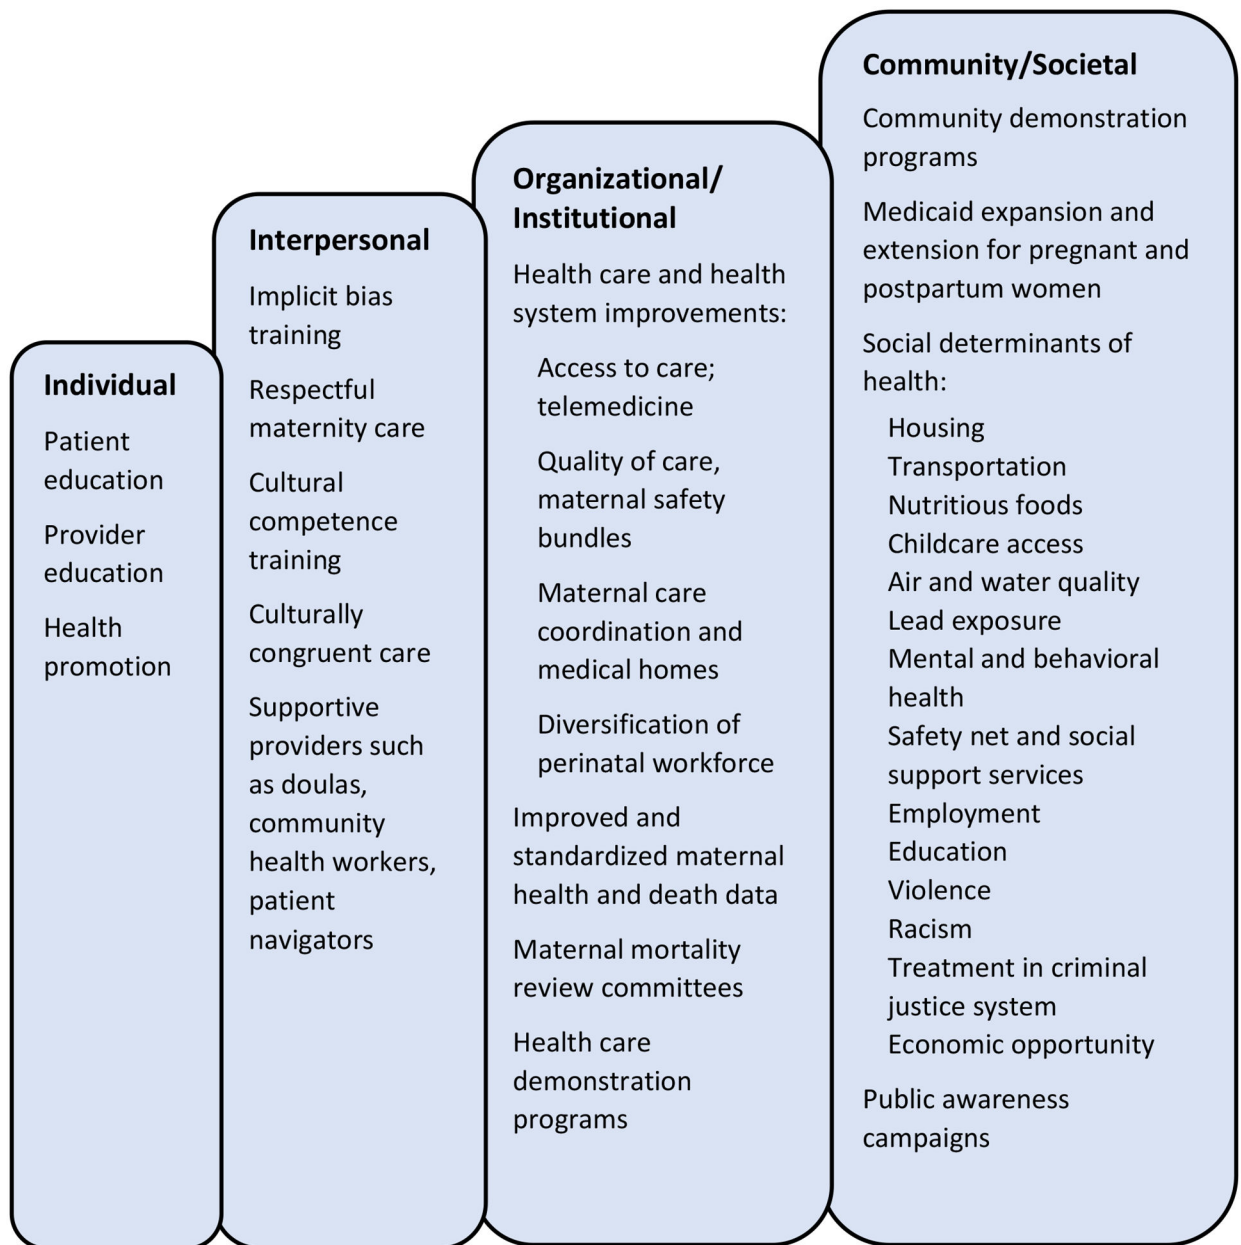 Individual
Patient
education
Provider
education
Health
promotion
Interpersonal
Implicit bias
training
Respectful
maternity care
Cultural
competence
training
Culturally
congruent care
Supportive
providers such
as doulas,
community
health workers,
patient
navigators
Organizational/
Institutional
Health care and health
system improvements:
Access to care;
telemedicine
Quality of care,
maternal safety
bundles
Maternal care
coordination and
medical homes
Diversification of
perinatal workforce
Improved and
standardized maternal
health and death data
Maternal mortality
review committees
Health care
demonstration
programs
Community/Societal
Community demonstration
programs
Medicaid expansion and
extension for pregnant and
postpartum women
Social determinants of
health:
Housing
Transportation
Nutritious foods
Childcare access
Air and water quality
Lead exposure
Mental and behavioral
health
Safety net and social
support services
Employment
Education
Violence
Racism
Treatment in criminal
justice system
Economic opportunity
Public awareness
campaigns